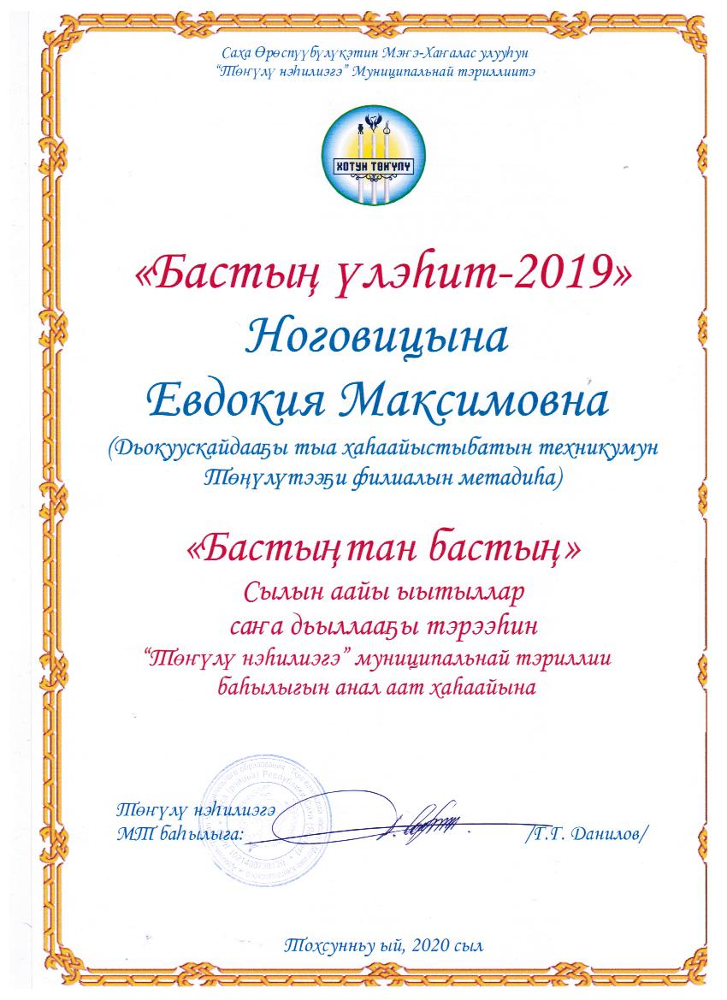 Саха Өрөспүүбүлүкэтин Мэҥэ-Хаҥалас улууһун
“Төҥүлү нэһилиэгэ” Муниципальнай тэриллиитэ
ХОТУН ТӨҤҮЛҮ
«Бастыҥ үлэһит-2019»
Ноговицына
Евдокия Максимовна
(Дьокуускайдааҕы тыа хаһаайыстыбатын техникумун
Төҥүлүтээҕи филиалын метадиһа)
«Бастыҥтан бастыҥ»
Сылын аайы ыытыллар
саҥа дьыллааҕы тэрээһин
“Төҥүлү нэһилиэгэ” муниципальнай тэриллии
баһылыгын анал аат хаһаайына
Төҥүлү нэһилиэгэ
МТ баһылыга: /Г.Г. Данилов/
Тохсунньу ый, 2020 сыл